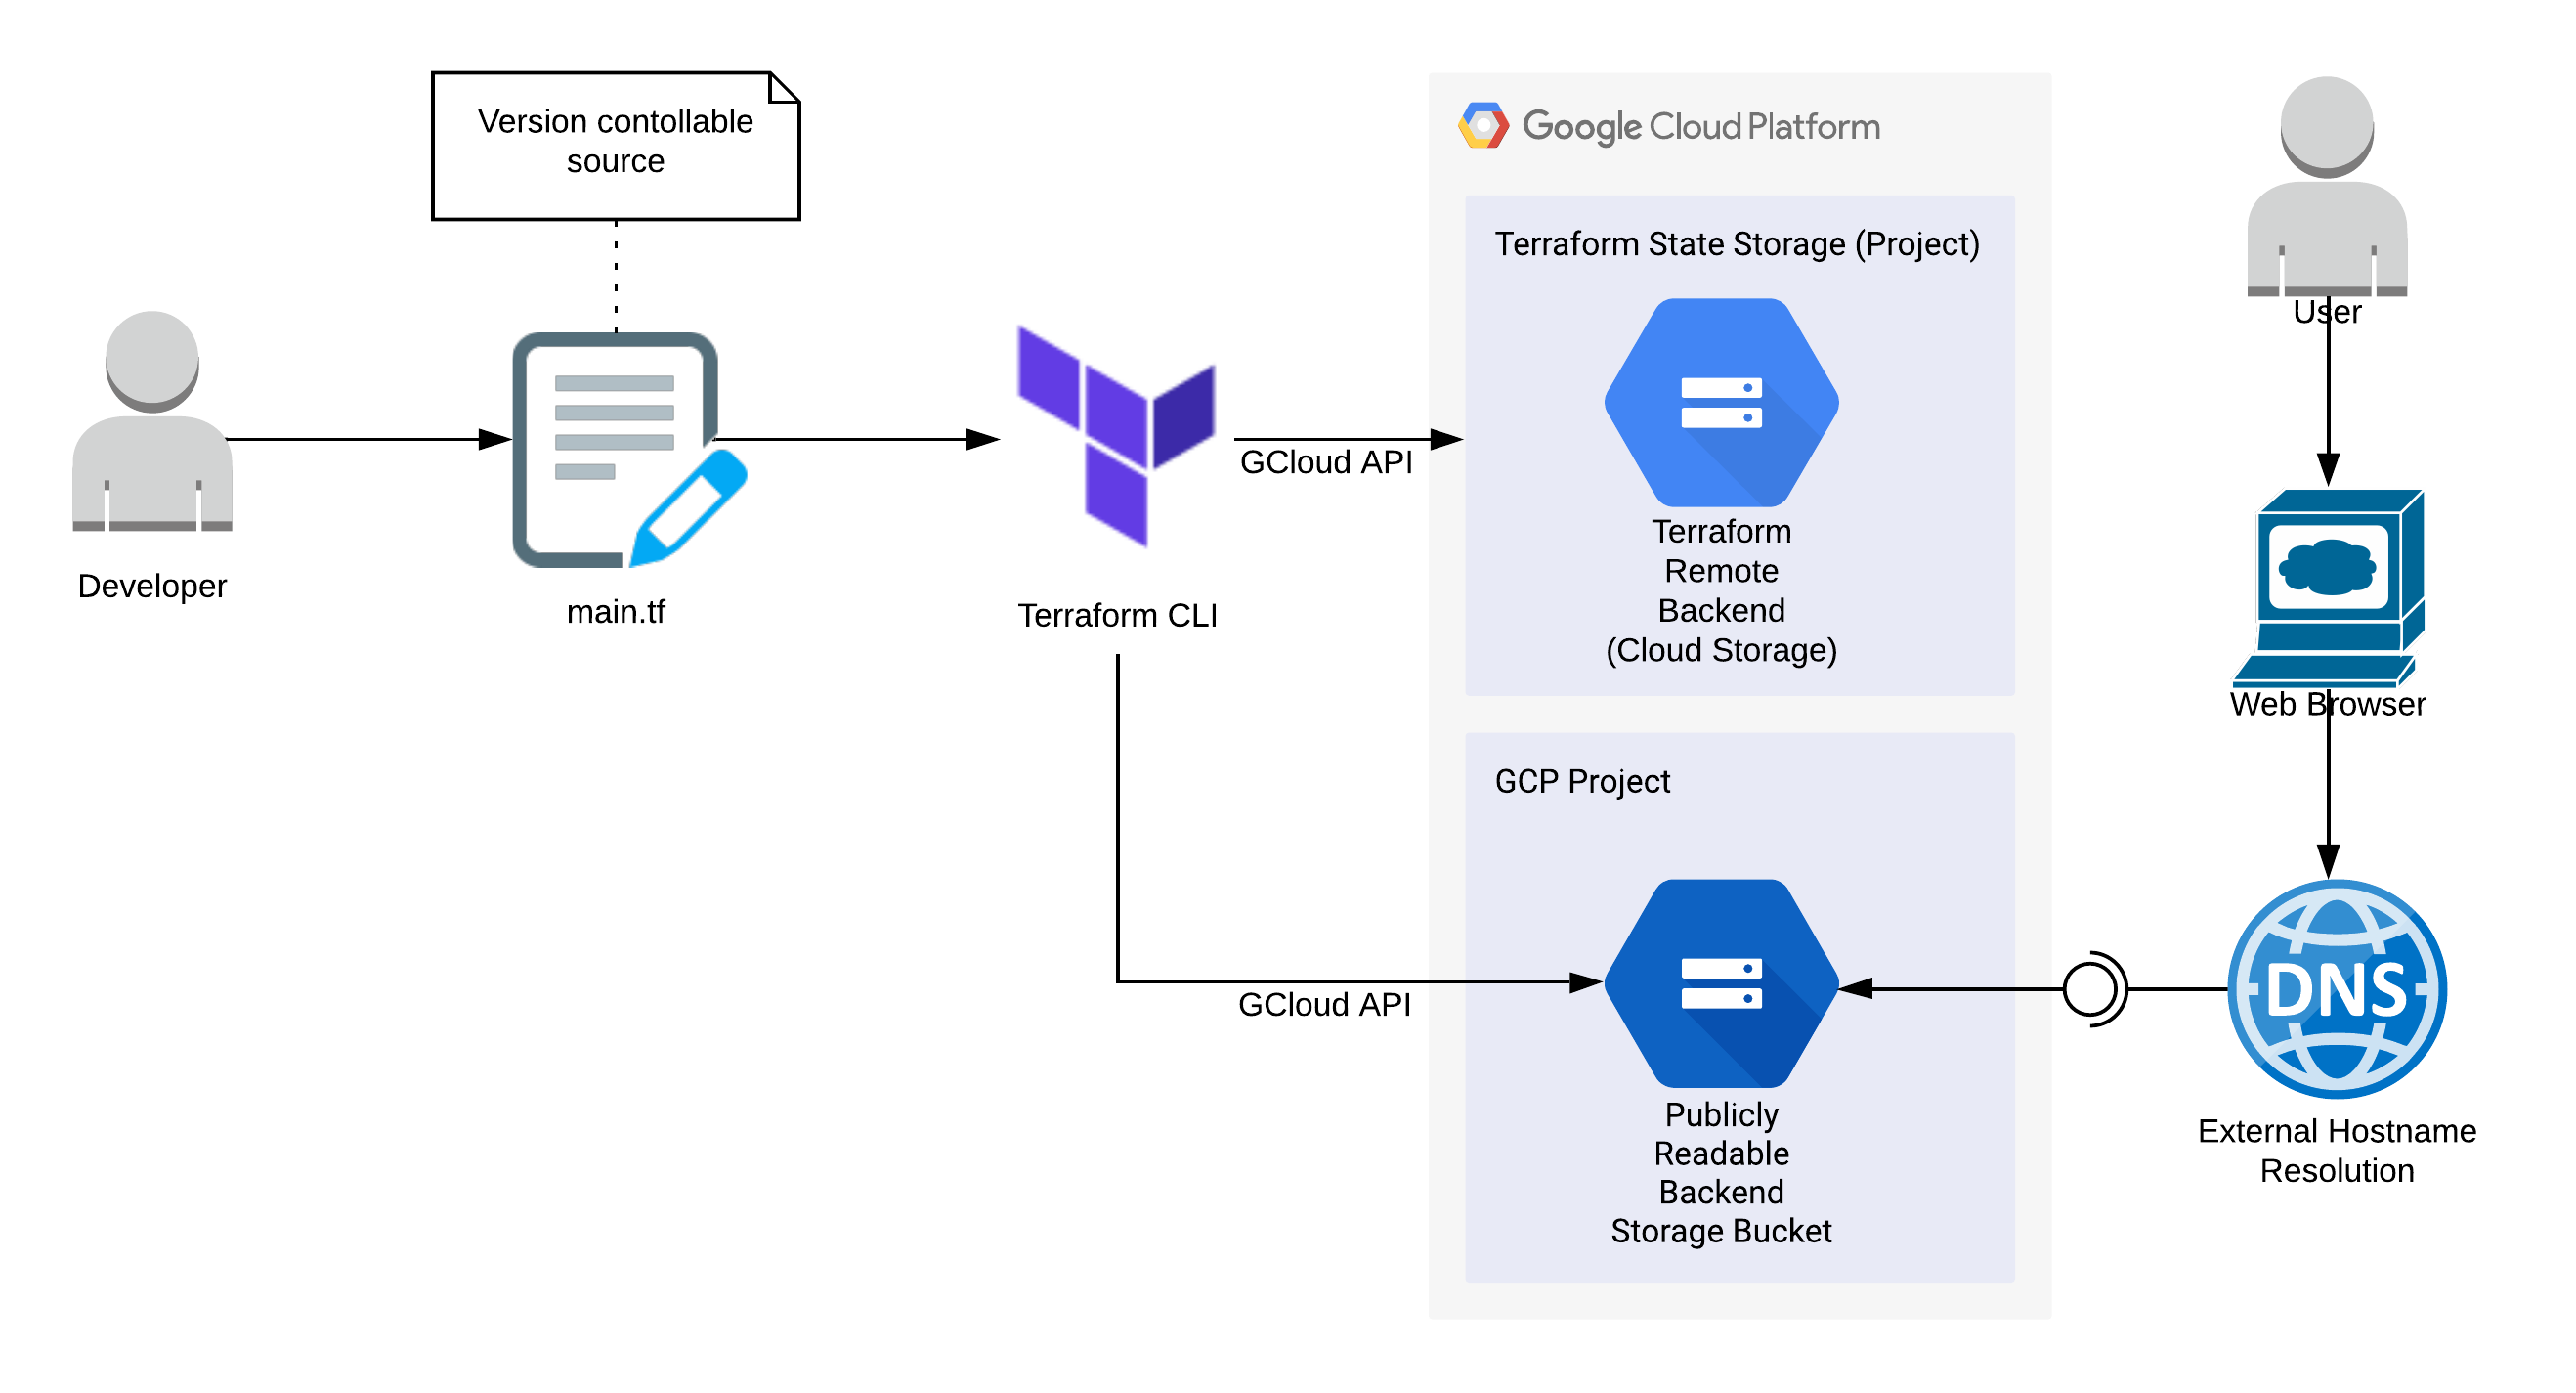 Version contollable
source
Developer
main.tf
Terraform CLI
GCloud API
GCloud API
Google Cloud Platform
Terraform State Storage (Project)
Terraform
Remote
Backend
(Cloud Storage)
GCP Project
Publicly
Readable
Backend
Storage Bucket
User
Web Browser
DNS
External Hostname
Resolution